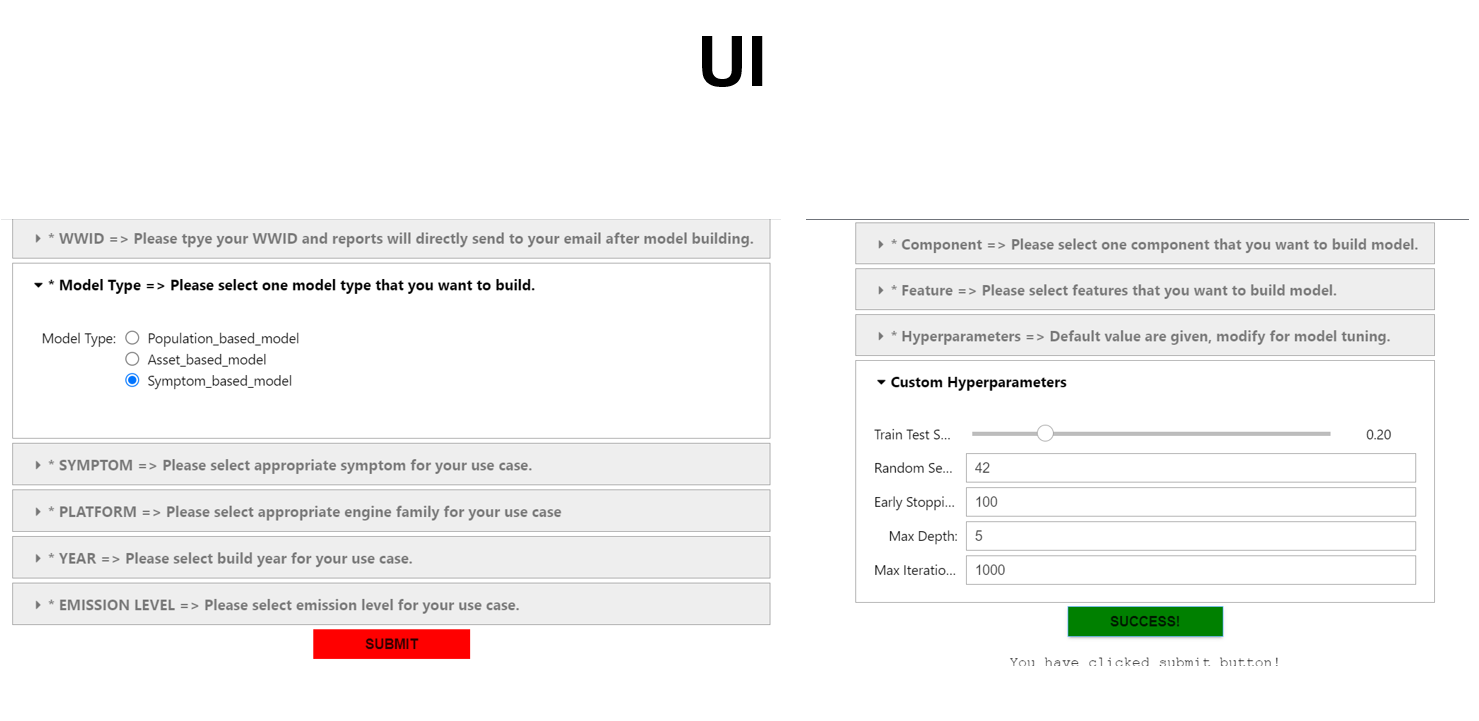 UI
* WWID => Please tpye your WWID and reports will directly send to your email after model building.
* Model Type => Please select one model type that you want to build.
Model Type:
Population_based_model
Asset_based_model
Symptom_based_model
* SYMPTOM => Please select appropriate symptom for your use case.
* PLATFORM => Please select appropriate engine family for your use case
* YEAR => Please select build year for your use case.
* EMISSION LEVEL => Please select emission level for your use case.
SUBMIT
* Component => Please select one component that you want to build model.
* Feature => Please select features that you want to build model.
* Hyperparameters => Default value are given, modify for model tuning.
Custom Hyperparameters
Train Test S... 0.20
Random Se... 42
Early Stoppi... 100
Max Depth: 5
Max Iteratio... 1000
SUCCESS!
You have clicked submit button!